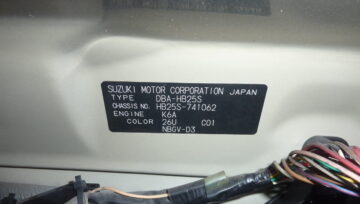 SUZUKI MOTOR CORPORATION JAPAN
TYPE DBA-HB25S
CHASSIS NO. HB25S-741062
ENGINE K6A
COLOR 26U C01
NBGV-D3